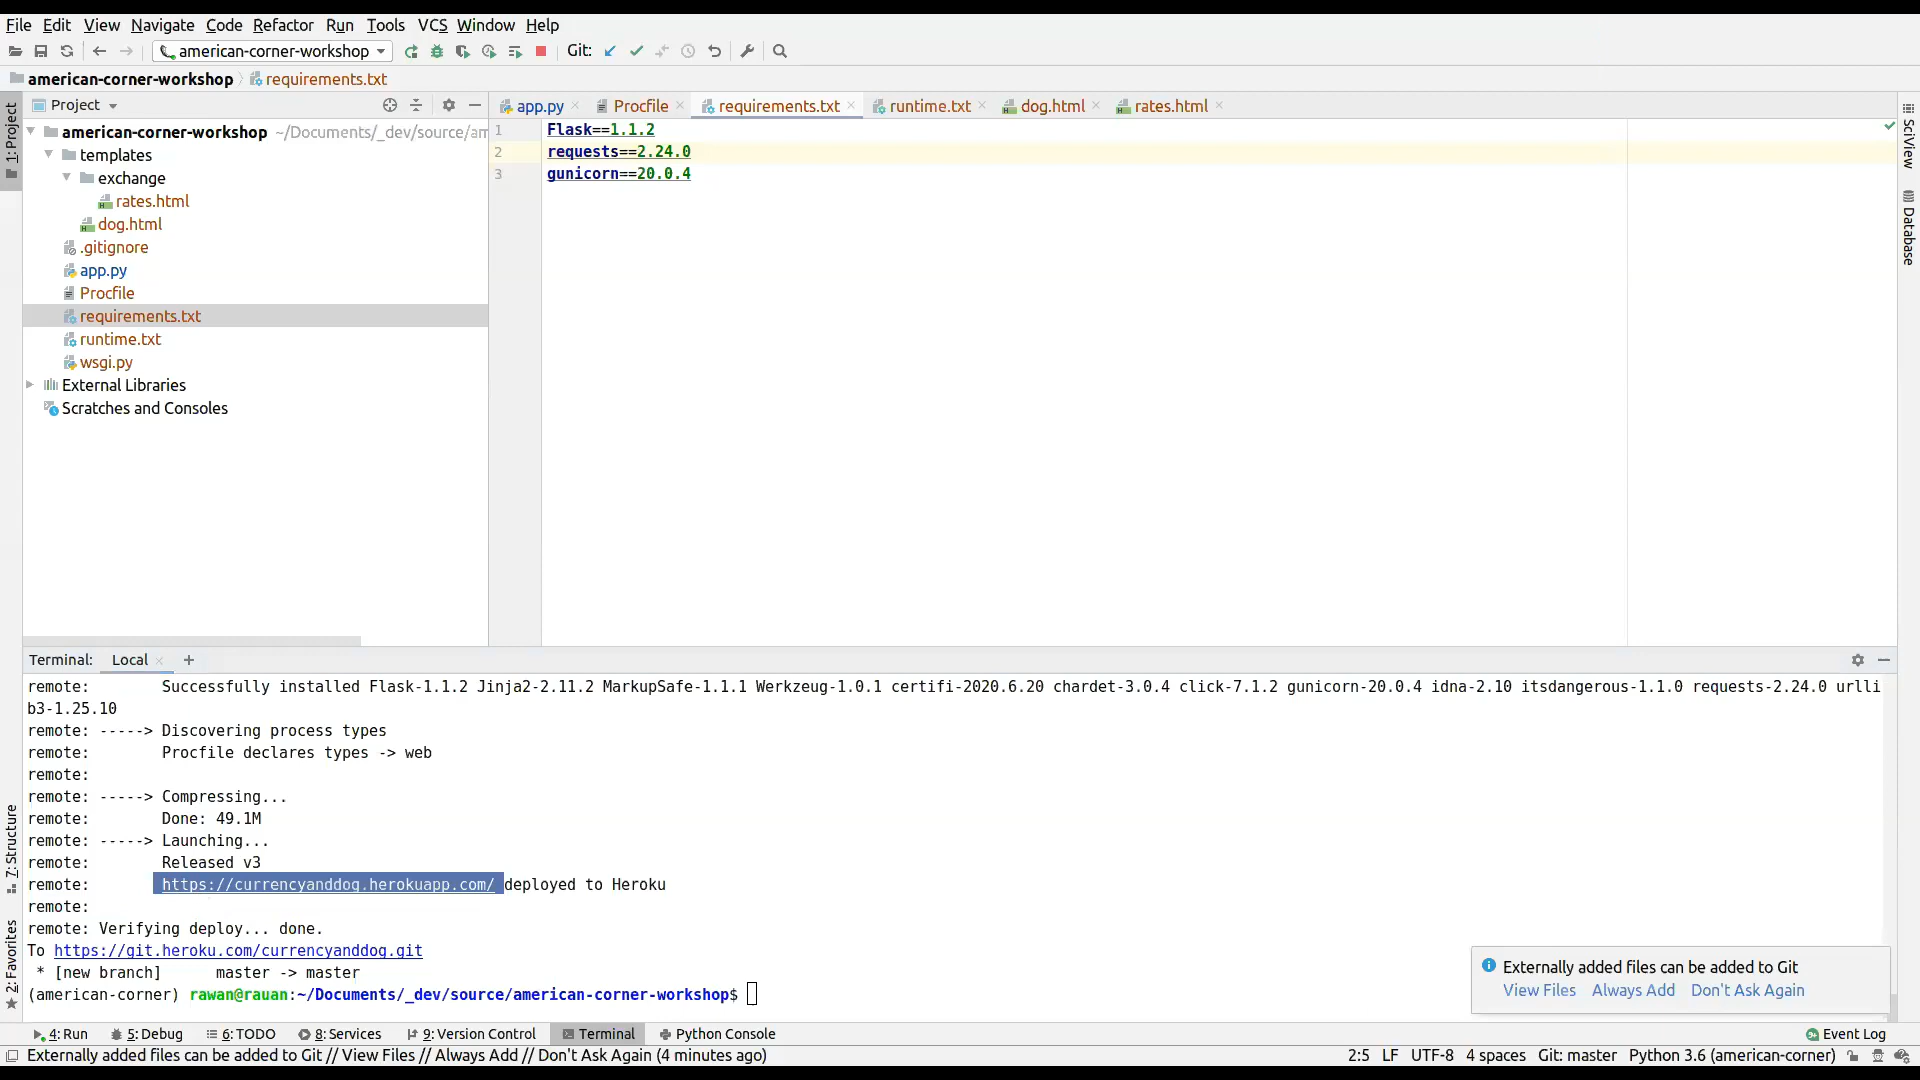 File Edit View Navigate Code Refactor Run Tools VCS Window Help
american-corner-workshop Git:
american-corner-workshop requirements.txt
Project
app.py Procfile requirements.txt runtime.txt dog.html rates.html
american-corner-workshop ~/Documents/_dev/source/am
templates
exchange
rates.html
dog.html
.gitignore
app.py
Procfile
requirements.txt
runtime.txt
wsgi.py
External Libraries
Scratches and Consoles
1 Flask==1.1.2
2 requests==2.24.0
3 gunicorn==20.0.4
1: Project
7: Structure
2: Favorites
SciView
Database
Terminal: Local +
remote: Successfully installed Flask-1.1.2 Jinja2-2.11.2 MarkupSafe-1.1.1 Werkzeug-1.0.1 certifi-2020.6.20 chardet-3.0.4 click-7.1.2 gunicorn-20.0.4 idna-2.10 itsdangerous-1.1.0 requests-2.24.0 urlli
b3-1.25.10
remote: -----> Discovering process types
remote: Procfile declares types -> web
remote:
remote: -----> Compressing...
remote: Done: 49.1M
remote: -----> Launching...
remote: Released v3
remote: https://currencyanddog.herokuapp.com/ deployed to Heroku
remote:
remote: Verifying deploy... done.
To https://git.heroku.com/currencyanddog.git
* [new branch] master -> master
(american-corner) rawan@rauan:~/Documents/_dev/source/american-corner-workshop$
Externally added files can be added to Git
View Files Always Add Don't Ask Again
4: Run 5: Debug 6: TODO 8: Services 9: Version Control Terminal Python Console Event Log
Externally added files can be added to Git // View Files // Always Add // Don't Ask Again (4 minutes ago) 2:5 LF UTF-8 4 spaces Git: master Python 3.6 (american-corner)